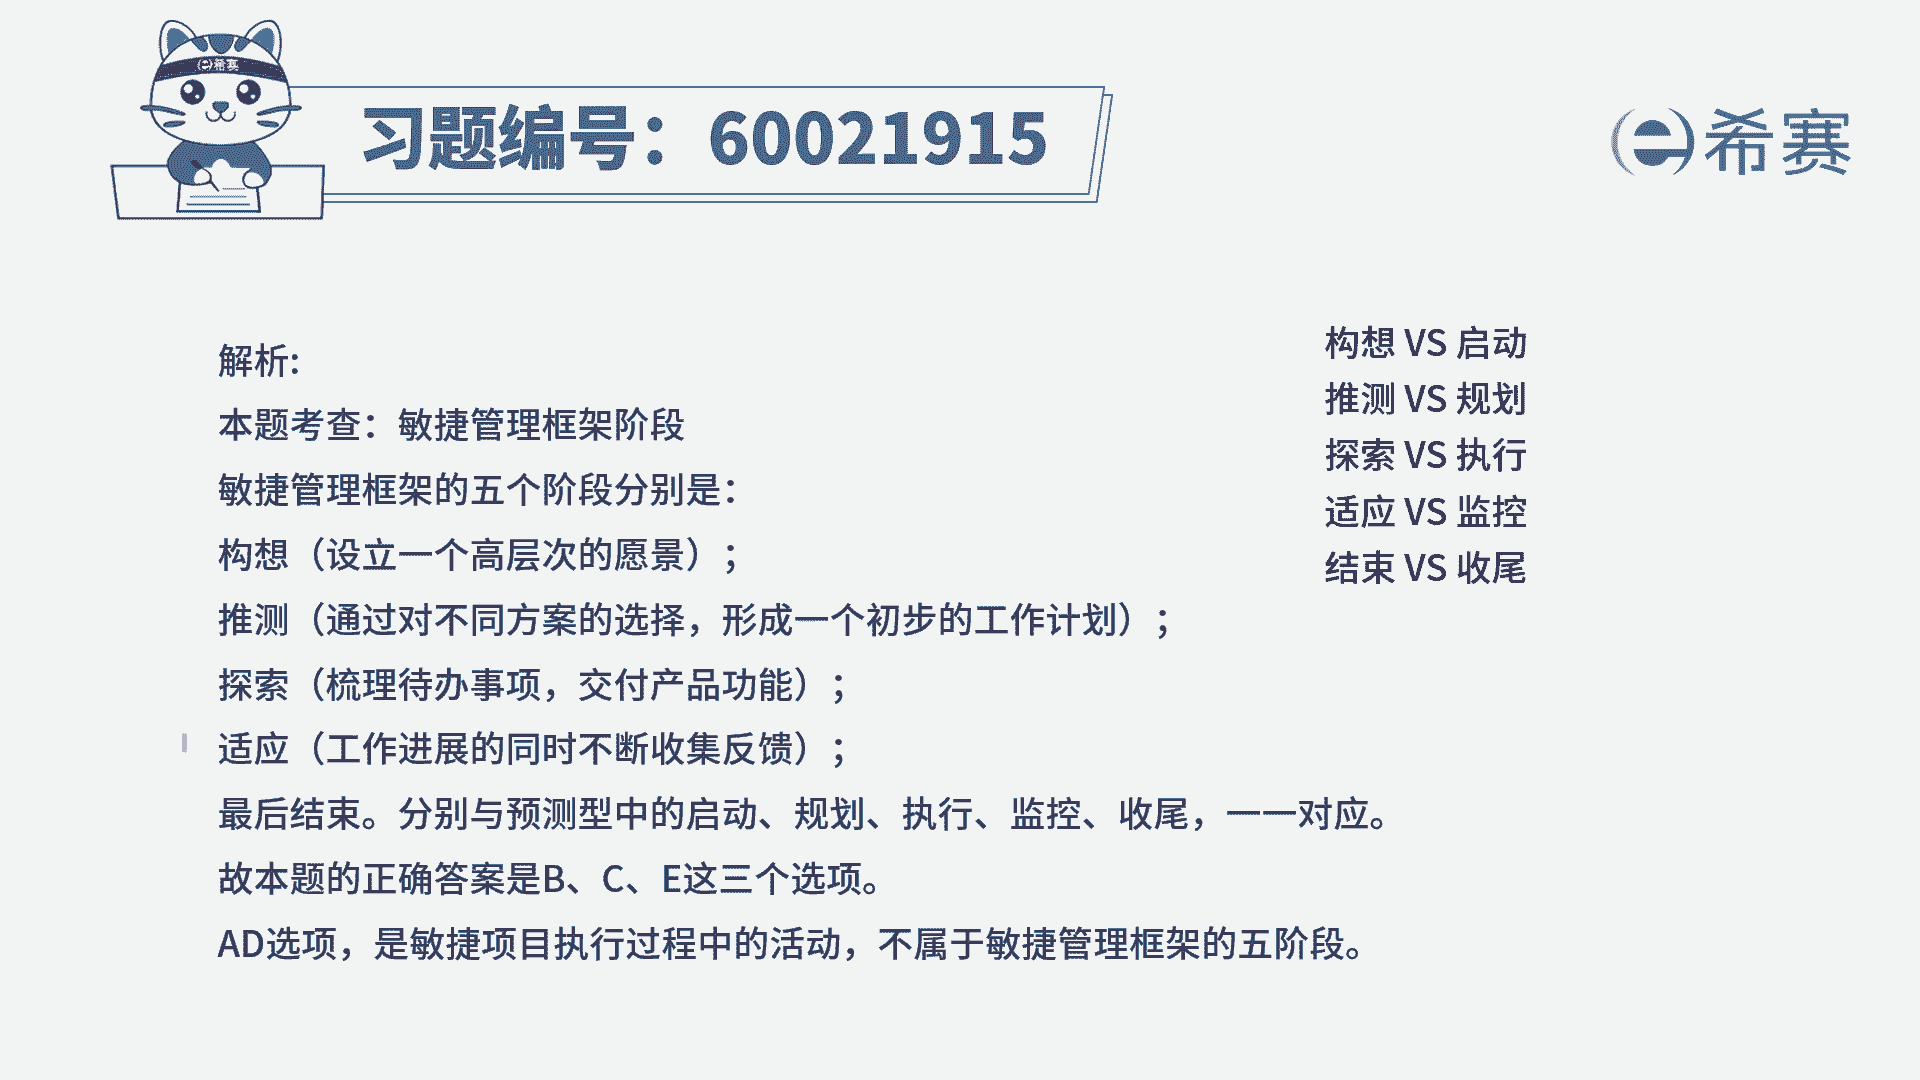 希赛
习题编号：60021915
希赛
解析:
本题考查：敏捷管理框架阶段
敏捷管理框架的五个阶段分别是：
构想（设立一个高层次的愿景）；
推测（通过对不同方案的选择，形成一个初步的工作计划）；
探索（梳理待办事项，交付产品功能）；
适应（工作进展的同时不断收集反馈）；
最后结束。分别与预测型中的启动、规划、执行、监控、收尾，一一对应。
故本题的正确答案是B、C、E这三个选项。
AD选项，是敏捷项目执行过程中的活动，不属于敏捷管理框架的五阶段。
构想 VS 启动
推测 VS 规划
探索 VS 执行
适应 VS 监控
结束 VS 收尾